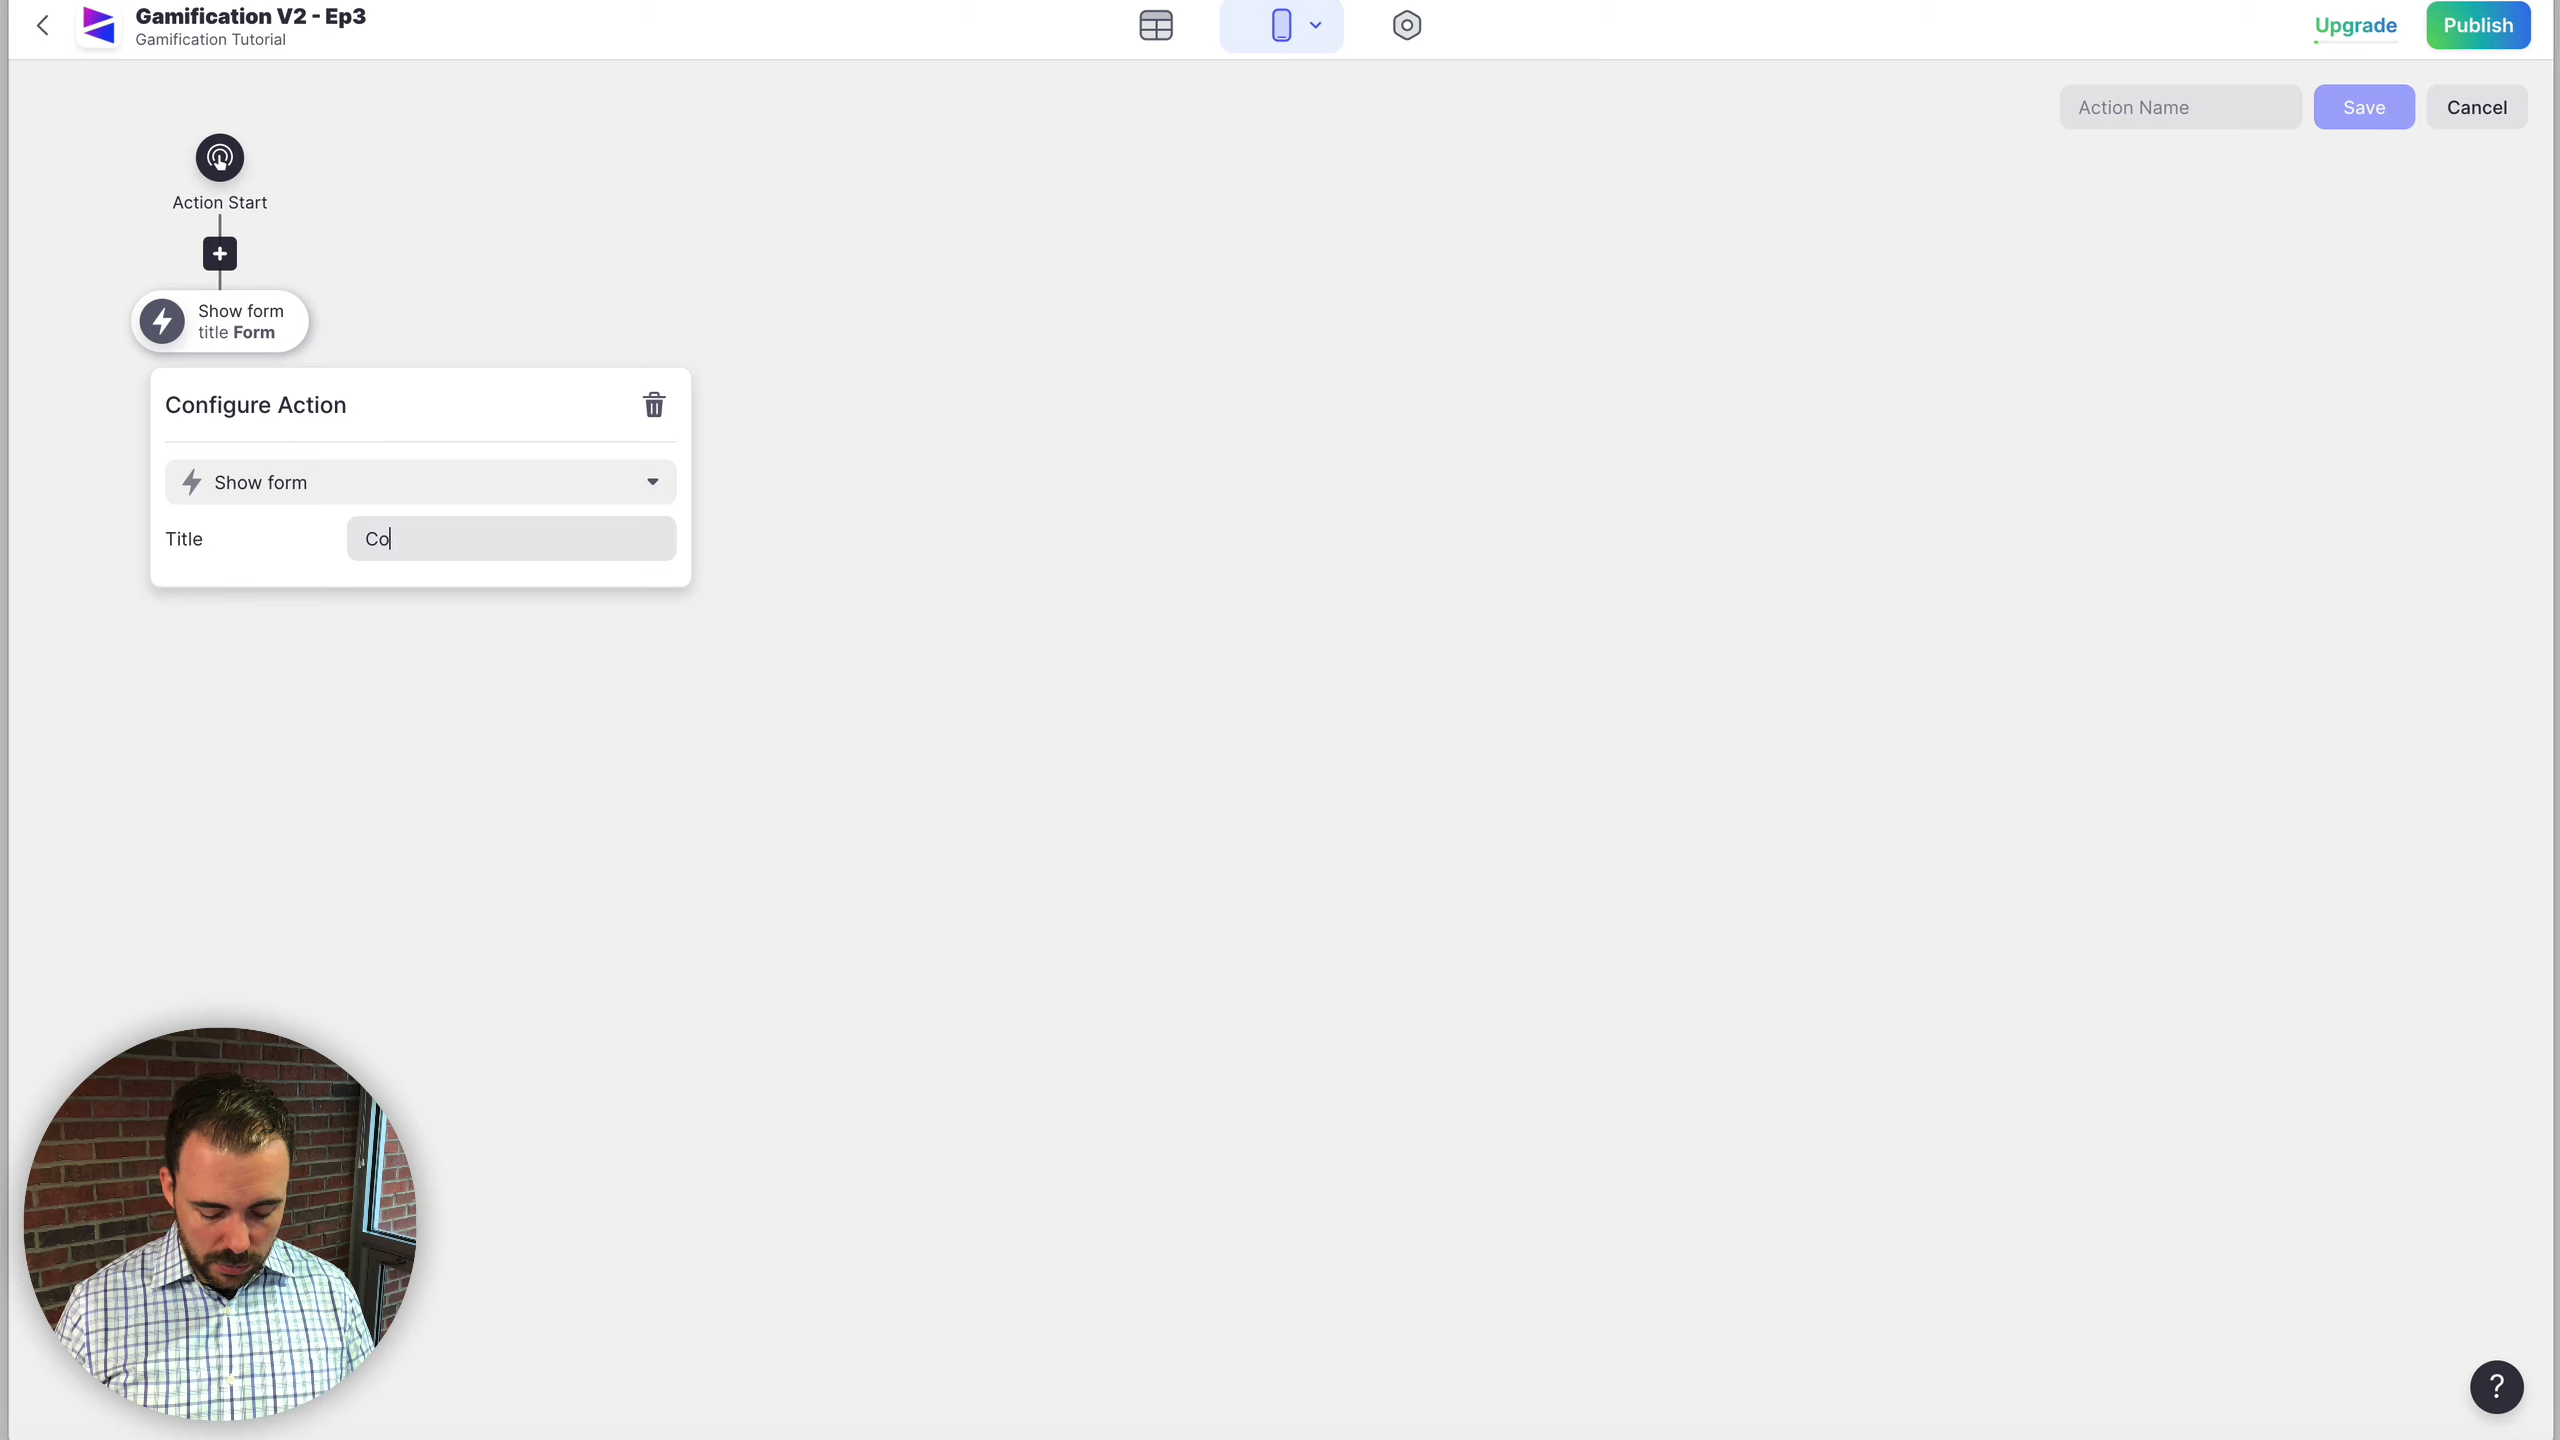 Gamification V2 - Ep3
Gamification Tutorial
Upgrade
Publish
Action Name
Save
Cancel
Action Start
Show form
title Form
Configure Action
Show form
Title
Co
?